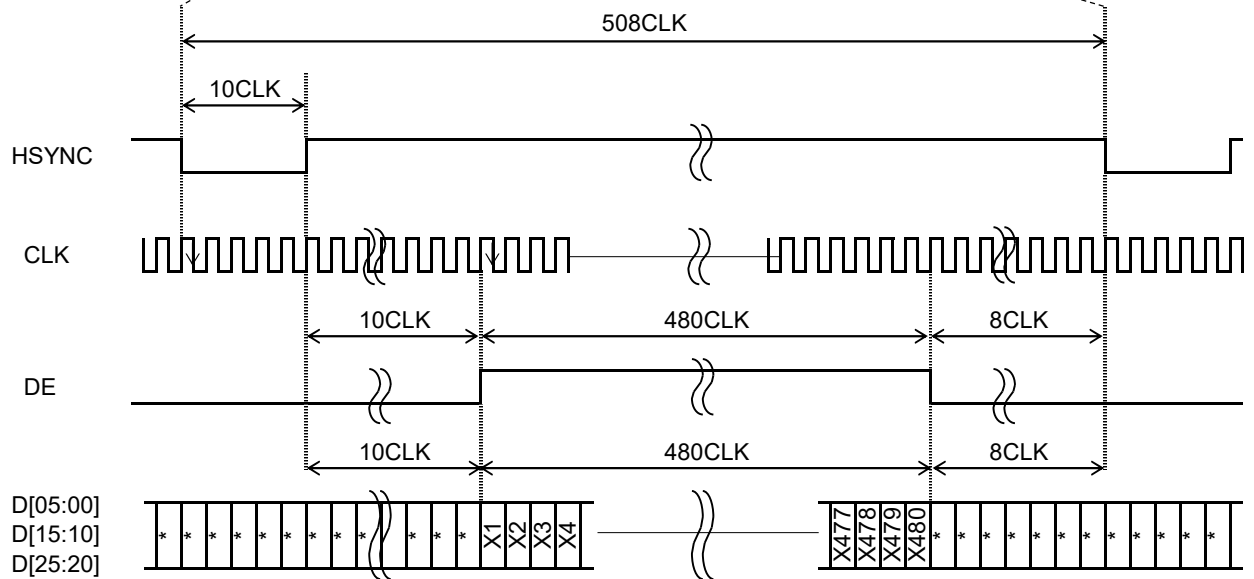 508CLK
10CLK
HSYNC
CLK
10CLK 480CLK 8CLK
DE
10CLK 480CLK 8CLK
D[05:00]
D[15:10] * * * * * * * * * * * * X1 X2 X3 X4 X477 X478 X479 X480 * * * * * * * * * * * *
D[25:20]